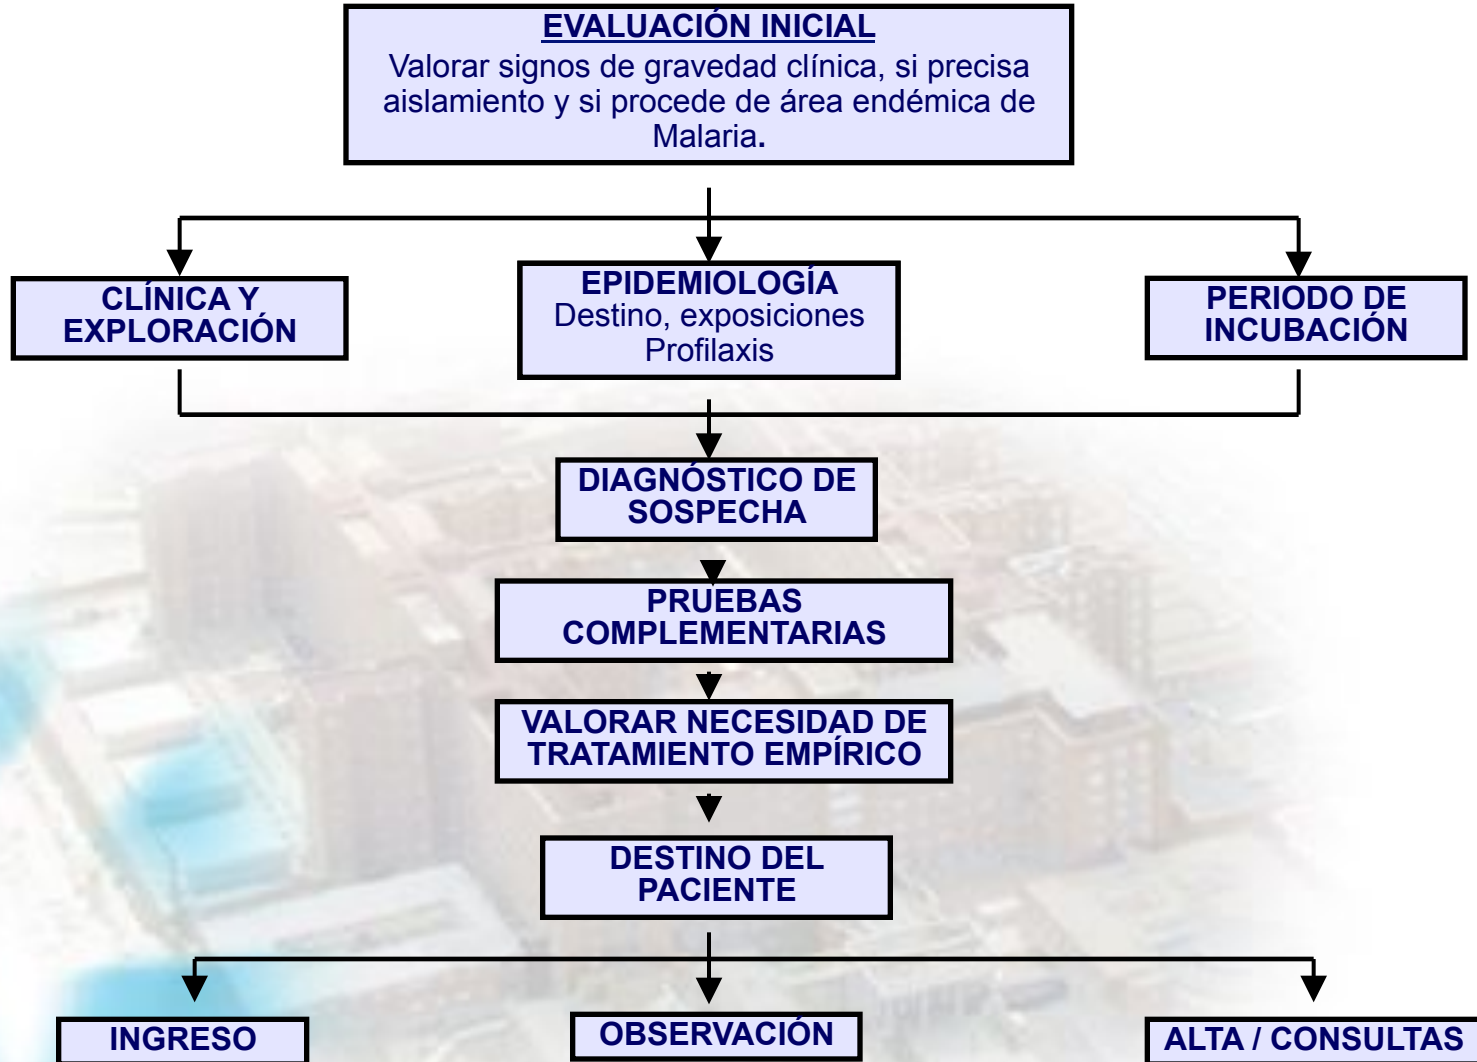 EVALUACIÓN INICIAL
Valorar signos de gravedad clínica, si precisa
aislamiento y si procede de área endémica de
Malaria.
CLÍNICA Y
EXPLORACIÓN
EPIDEMIOLOGÍA
Destino, exposiciones
Profilaxis
PERIODO DE
INCUBACIÓN
DIAGNÓSTICO DE
SOSPECHA
PRUEBAS
COMPLEMENTARIAS
VALORAR NECESIDAD DE
TRATAMIENTO EMPÍRICO
DESTINO DEL
PACIENTE
INGRESO
OBSERVACIÓN
ALTA / CONSULTAS